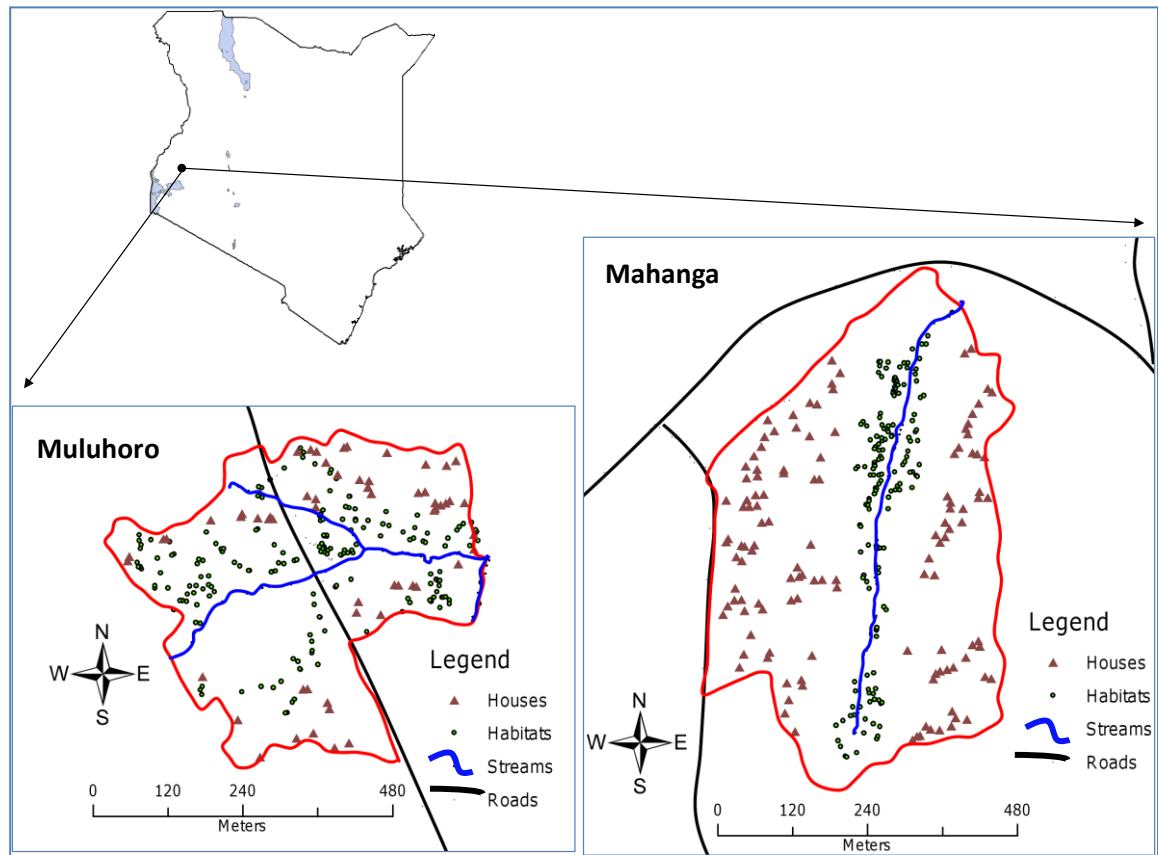 Mahanga
Legend
Houses
Habitats
Streams
Roads
N
W E
S
0 120 240 480
Meters
Muluhoro
Legend
Houses
Habitats
Streams
Roads
N
W E
S
0 120 240 480
Meters